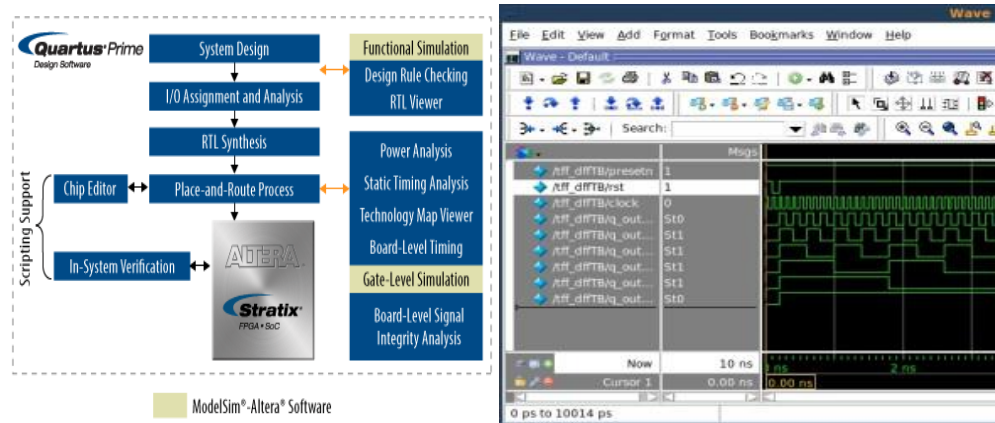 Quartus® Prime
Design Software
System Design
I/O Assignment and Analysis
RTL Synthesis
Place-and-Route Process
Chip Editor
In-System Verification
Scripting Support
Functional Simulation
Design Rule Checking
RTL Viewer
Power Analysis
Static Timing Analysis
Technology Map Viewer
Board-Level Timing
Gate-Level Simulation
Board-Level Signal
Integrity Analysis
ALTERA
Stratix®
FPGA • SoC
ModelSim®-Altera® Software
Wave
File Edit View Add Format Tools Bookmarks Window Help
Wave - Default
Search:
Msgs
/tff_dffTB/presetn 1
/tff_dffTB/rst 1
/tff_dffTB/clock 0
/tff_dffTB/q_out... St0
/tff_dffTB/q_out... St1
/tff_dffTB/q_out... St1
/tff_dffTB/q_out... St1
/tff_dffTB/q_out... St1
/tff_dffTB/q_out... St0
Now 10 ns ns 2 ns
Cursor 1 0.00 ns 0.00 ns
0 ps to 10014 ps